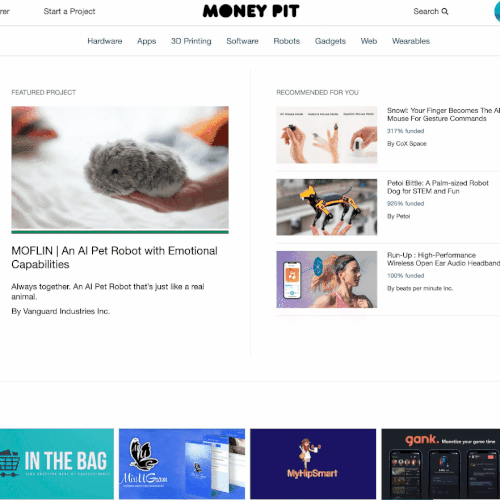 rer Start a Project MONEY PIT Search
Hardware Apps 3D Printing Software Robots Gadgets Web Wearables
FEATURED PROJECT
MOFLIN | An AI Pet Robot with Emotional
Capabilities
Always together. An AI Pet Robot that's just like a real
animal.
By Vanguard Industries Inc.
RECOMMENDED FOR YOU
Snowl: Your Finger Becomes The AI
Mouse For Gesture Commands
317% funded
By CoX Space
Petoi Bittle: A Palm-sized Robot
Dog for STEM and Fun
925% funded
By Petoi
Run-Up : High-Performance
Wireless Open Ear Audio Headband
100% funded
By beats per minute Inc.
IN THE BAG
MyHipSmart
gank. Monetize your game time